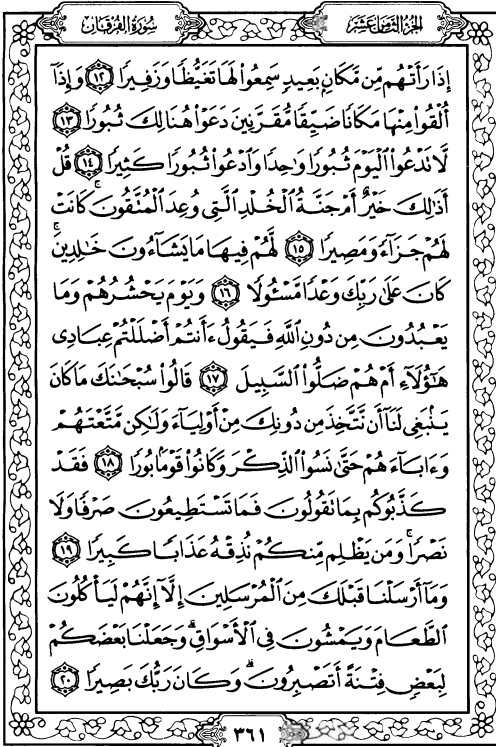 الجزء الثامن عشر
سورة الفرقان
إِذَا رَأَتْهُم مِّن مَّكَانٍ بَعِيدٍ سَمِعُوا۟ لَهَا تَغَيُّظًا وَزَفِيرًا ١٢ وَإِذَآ
أُلْقُوا۟ مِنْهَا مَكَانًا ضَيِّقًا مُّقَرَّنِينَ دَعَوْا۟ هُنَالِكَ ثُبُورًا ١٣
لَّا تَدْعُوا۟ ٱلْيَوْمَ ثُبُورًا وَٰحِدًا وَٱدْعُوا۟ ثُبُورًا كَثِيرًا ١٤ قُلْ
أَذَٰلِكَ خَيْرٌ أَمْ جَنَّةُ ٱلْخُلْدِ ٱلَّتِى وُعِدَ ٱلْمُتَّقُونَ ۚ كَانَتْ
لَهُمْ جَزَآءً وَمَصِيرًا ١٥ لَّهُمْ فِيهَا مَا يَشَآءُونَ خَٰلِدِينَ ۚ
كَانَ عَلَىٰ رَبِّكَ وَعْدًا مَّسْـُٔولًا ١٦ وَيَوْمَ يَحْشُرُهُمْ وَمَا
يَعْبُدُونَ مِن دُونِ ٱللَّهِ فَيَقُولُ ءَأَنتُمْ أَضْلَلْتُمْ عِبَادِى
هَٰٓؤُلَآءِ أَمْ هُمْ ضَلُّوا۟ ٱلسَّبِيلَ ١٧ قَالُوا۟ سُبْحَٰنَكَ مَا كَانَ
يَنۢبَغِى لَنَآ أَن نَّتَّخِذَ مِن دُونِكَ مِنْ أَوْلِيَآءَ وَلَٰكِن مَّتَّعْتَهُمْ
وَءَابَآءَهُمْ حَتَّىٰ نَسُوا۟ ٱلذِّكْرَ وَكَانُوا۟ قَوْمًۢا بُورًا ١٨ فَقَدْ
كَذَّبُوكُم بِمَا تَقُولُونَ فَمَا تَسْتَطِيعُونَ صَرْفًا وَلَا
نَصْرًا ۚ وَمَن يَظْلِم مِّنكُمْ نُذِقْهُ عَذَابًا كَبِيرًا ١٩
وَمَآ أَرْسَلْنَا قَبْلَكَ مِنَ ٱلْمُرْسَلِينَ إِلَّآ إِنَّهُمْ لَيَأْكُلُونَ
ٱلطَّعَامَ وَيَمْشُونَ فِى ٱلْأَسْوَاقِ ۗ وَجَعَلْنَا بَعْضَكُمْ
لِبَعْضٍ فِتْنَةً أَتَصْبِرُونَ ۗ وَكَانَ رَبُّكَ بَصِيرًا ٢٠
٣٦١